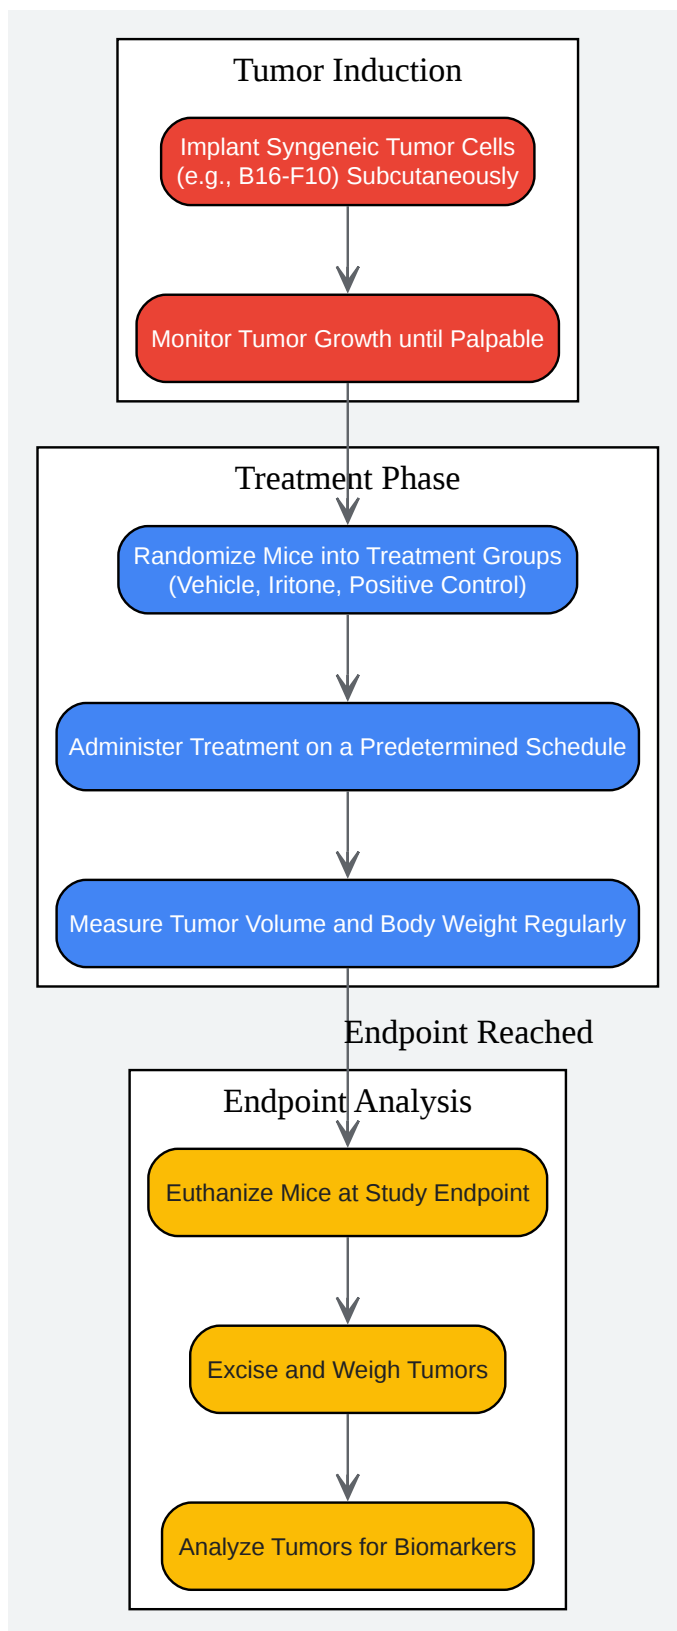 Tumor Induction
Implant Syngeneic Tumor Cells
(e.g., B16-F10) Subcutaneously
Monitor Tumor Growth until Palpable
Treatment Phase
Randomize Mice into Treatment Groups
(Vehicle, Iritone, Positive Control)
Administer Treatment on a Predetermined Schedule
Measure Tumor Volume and Body Weight Regularly
Endpoint Reached
Endpoint Analysis
Euthanize Mice at Study Endpoint
Excise and Weigh Tumors
Analyze Tumors for Biomarkers